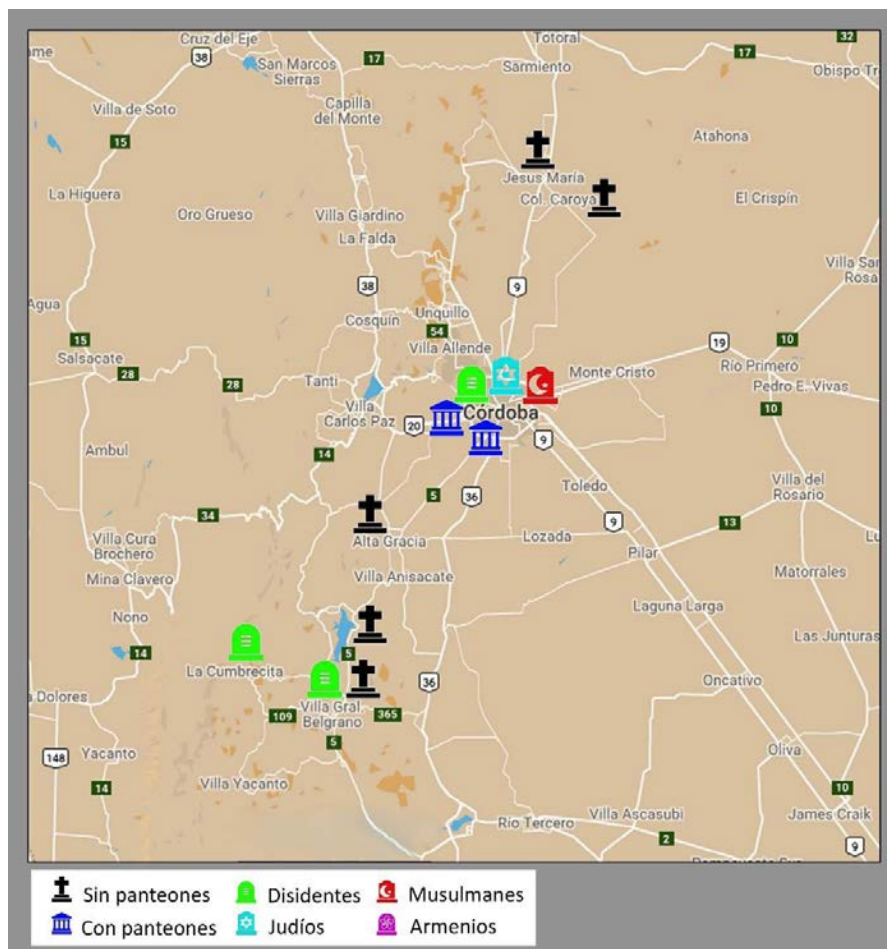 Cruz del Eje
Totoral
32
ame
38
17
San Marcos
Sierras
Sarmiento
17
Obispo Tr
Villa de Soto
Capilla
del Monte
15
Atahona
La Higuera
Jesus María
Col. Caroya
El Crispín
Oro Grueso
Villa Giardino
La Falda
Villa San
Rosa
Agua
38
9
Cosquín
Unquillo
54
15
Salsacate
Villa Allende
19
10
28
28
Tanti
Monte Cristo
Río Primero
Pedro E. Vivas
Villa
Carlos Paz
20
Córdoba
10
9
Ambul
14
5
36
Toledo
Villa del
Rosario
34
9
13
Villa Cura
Brochero
Alta Gracia
Lozada
Pilar
Lu
Mina Clavero
Villa Anisacate
Matorrales
Nono
Laguna Larga
14
5
Las Junturas
La Cumbrecita
36
a Dolores
Oncativo
Villa Gral.
Belgrano
109
365
5
148
Yacanto
Oliva
14
Villa Yacanto
10
Rio Tercero
Villa Ascasubi
James Craik
2
9
Sin panteones
Disidentes
Musulmanes
Con panteones
Judíos
Armenios